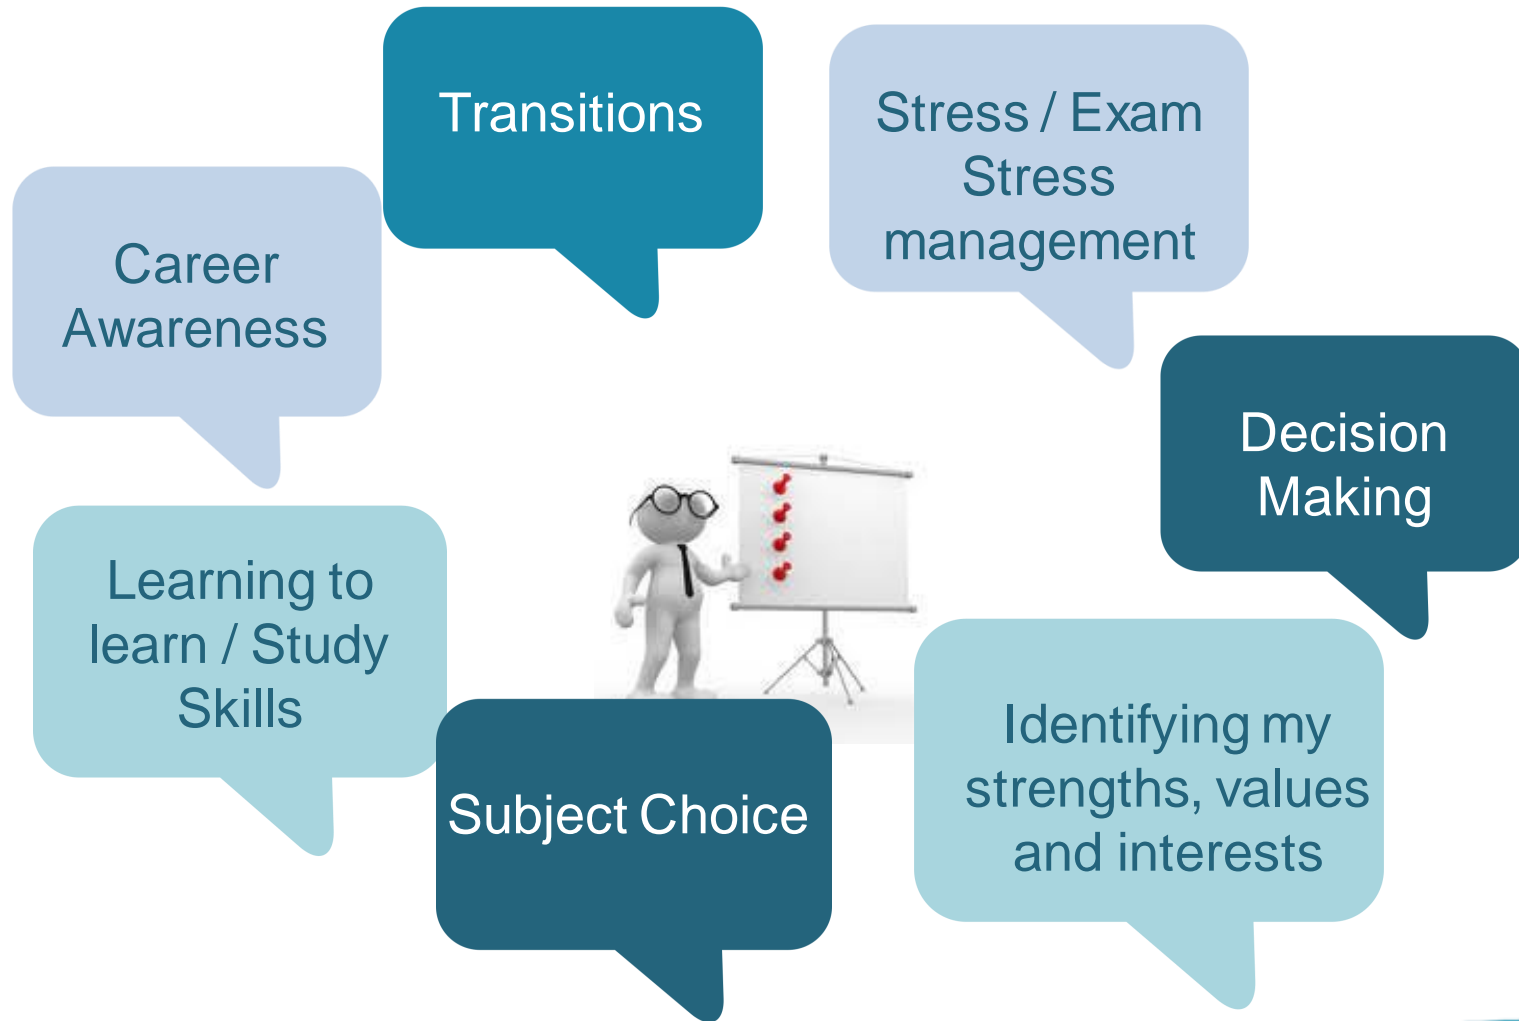 Transitions
Stress / Exam
Stress
management
Career
Awareness
Decision
Making
Learning to
learn / Study
Skills
Identifying my
strengths, values
and interests
Subject Choice